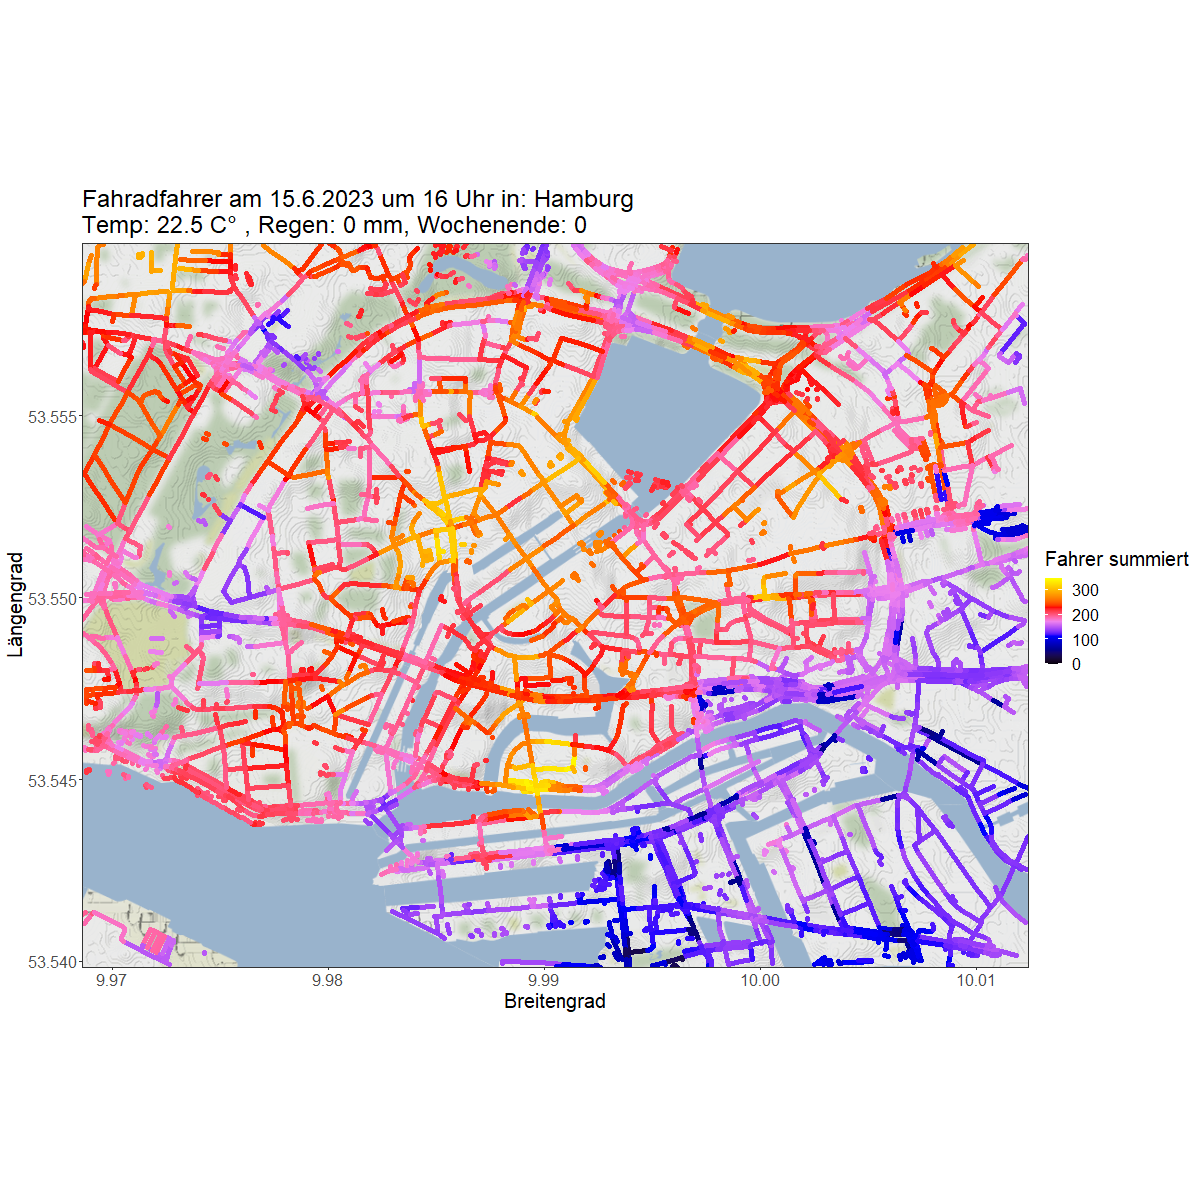 Fahradfahrer am 15.6.2023 um 16 Uhr in: Hamburg
Temp: 22.5 C° , Regen: 0 mm, Wochenende: 0
Längengrad
53.555
53.550
53.545
53.540
9.97
9.98
9.99
10.00
10.01
Breitengrad
Fahrer summiert
300
200
100
0